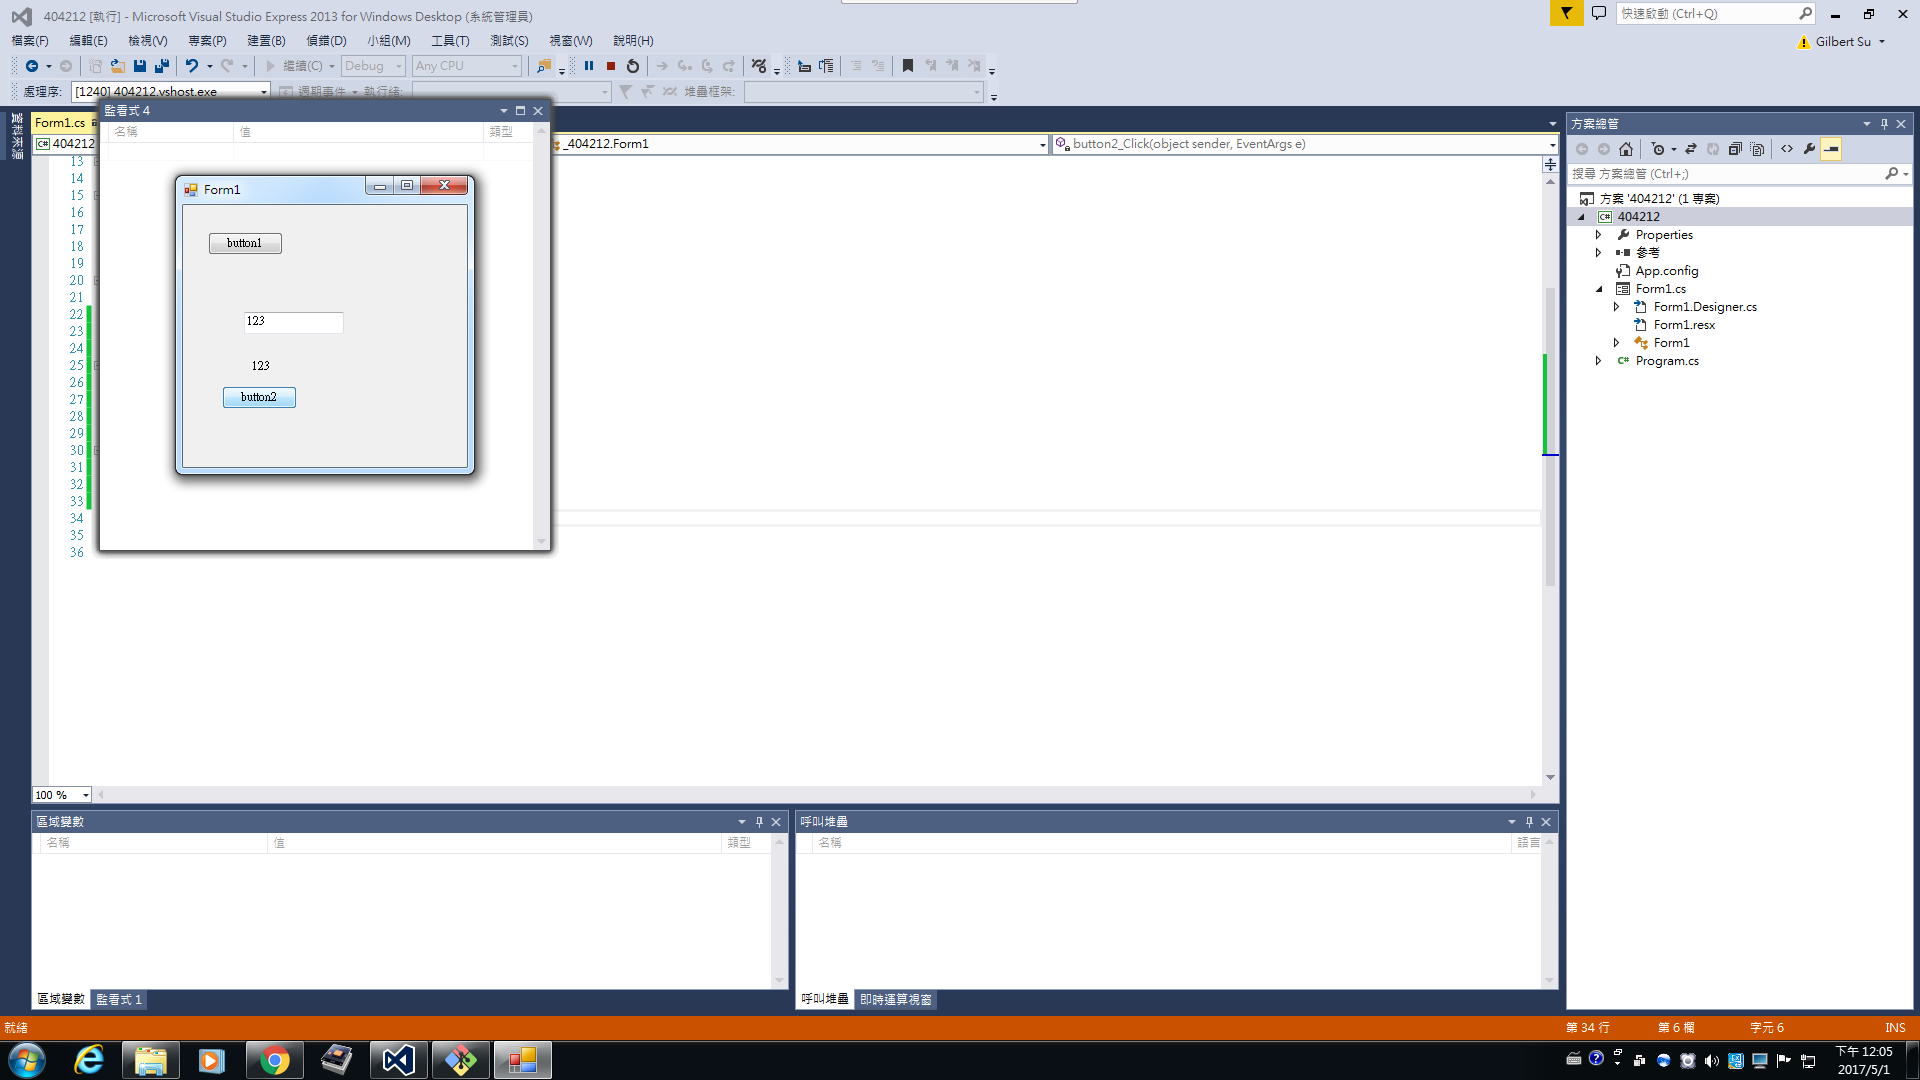 404212 [執行] - Microsoft Visual Studio Express 2013 for Windows Desktop (系統管理員)
快速啟動 (Ctrl+Q)
檔案(F) 編輯(E) 檢視(V) 專案(P) 建置(B) 偵錯(D) 小組(M) 工具(T) 測試(S) 視窗(W) 說明(H)
Gilbert Su
繼續(C) Debug Any CPU
處理序: [1240] 404212.vshost.exe 週期事件 執行緒: 堆疊框架:
資料來源
Form1.cs
監看式 4
名稱 值 類型
404212
_404212.Form1
button2_Click(object sender, EventArgs e)
13
14
15
16
17
18
19
20
21
22
23
24
25
26
27
28
29
30
31
32
33
34
35
36
Form1
button1
123
123
button2
100 %
方案總管
搜尋 方案總管 (Ctrl+;)
方案 '404212' (1 專案)
C# 404212
Properties
參考
App.config
Form1.cs
Form1.Designer.cs
Form1.resx
Form1
C# Program.cs
區域變數
名稱 值 類型
區域變數 監看式 1
呼叫堆疊
名稱 語言
呼叫堆疊 即時運算視窗
就緒
第 34 行 第 6 欄 字元 6 INS
下午 12:05
2017/5/1